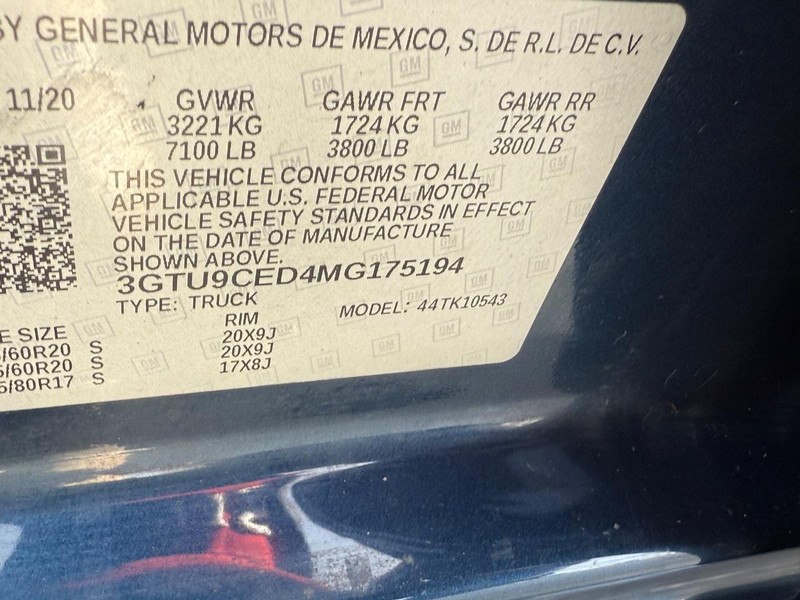 BY GENERAL MOTORS DE MEXICO, S. DE R.L. DE C.V.
11/20 GVWR GAWR FRT GAWR RR
3221 KG 1724 KG 1724 KG
7100 LB 3800 LB 3800 LB
THIS VEHICLE CONFORMS TO ALL
APPLICABLE U.S. FEDERAL MOTOR
VEHICLE SAFETY STANDARDS IN EFFECT
ON THE DATE OF MANUFACTURE
SHOWN ABOVE.
3GTU9CED4MG175194
TYPE: TRUCK MODEL: 44TK10543
E SIZE RIM
/60R20 S 20X9J
5/60R20 S 20X9J
5/80R17 S 17X8J